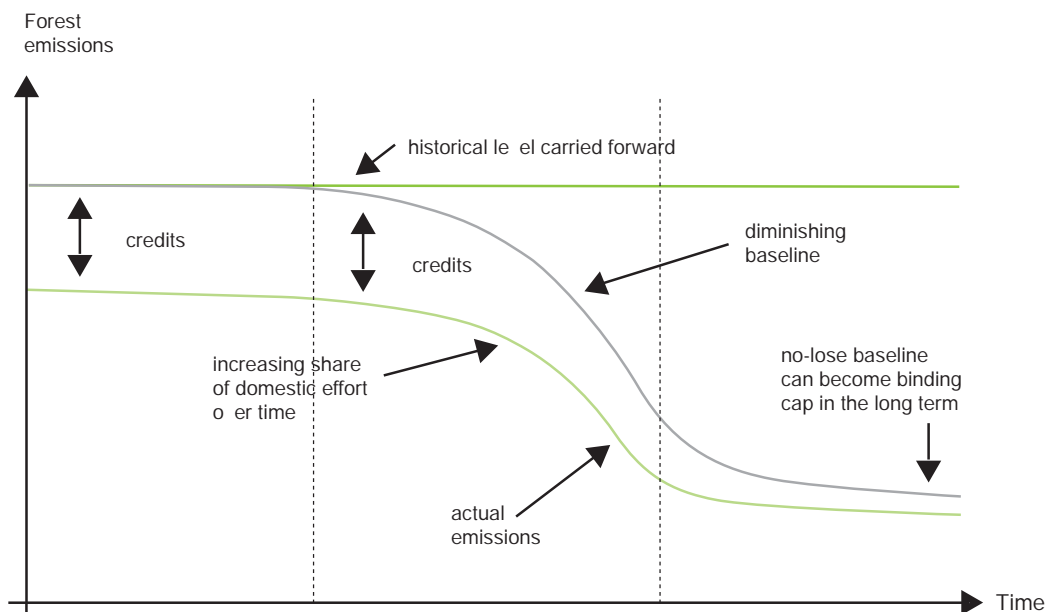 Forest
emissions
historical le el carried forward
credits
credits
diminishing
baseline
increasing share
of domestic effort
o er time
no-lose baseline
can become binding
cap in the long term
actual
emissions
Time